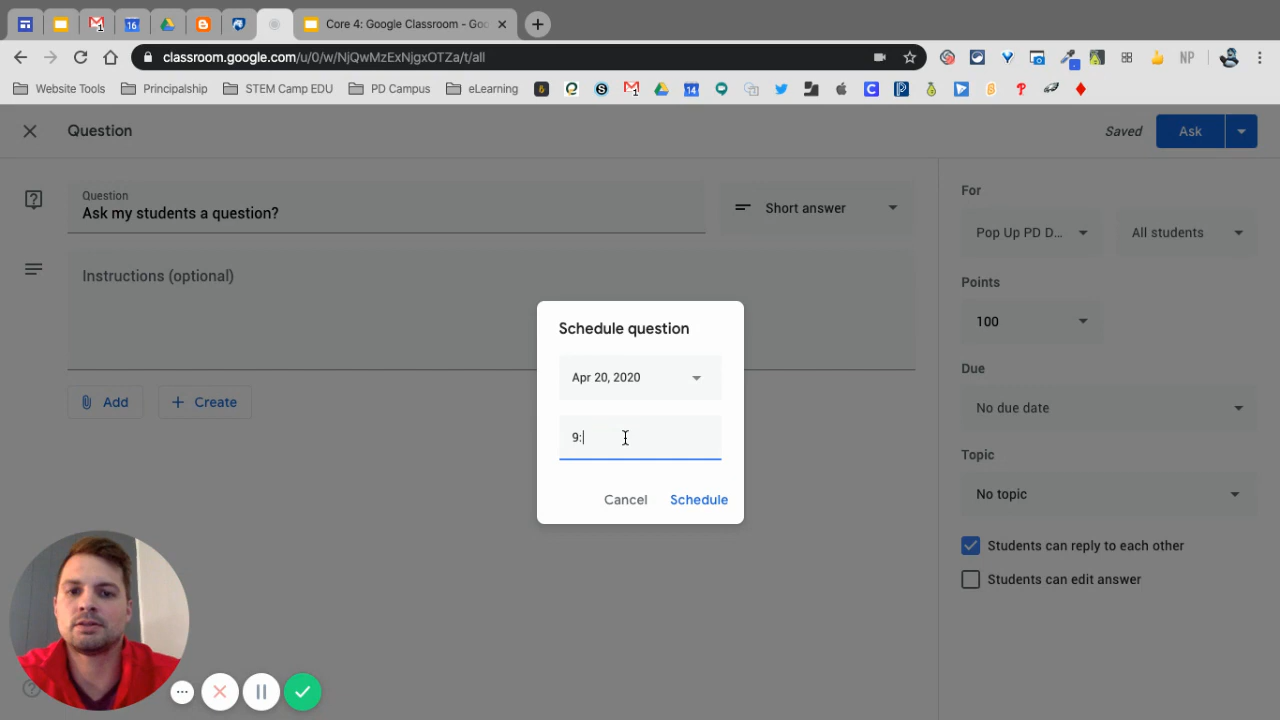 Core 4: Google Classroom - Goo
classroom.google.com/u/0/w/NjQwMzExNjgxOTZa/t/all
NP
Website Tools
Principalship
STEM Camp EDU
PD Campus
eLearning
Question
Saved
Ask
Question
Ask my students a question?
Short answer
Instructions (optional)
Add
Create
For
Pop Up PD D...
All students
Points
100
Due
No due date
Topic
No topic
Students can reply to each other
Students can edit answer
Schedule question
Apr 20, 2020
9:
Cancel
Schedule